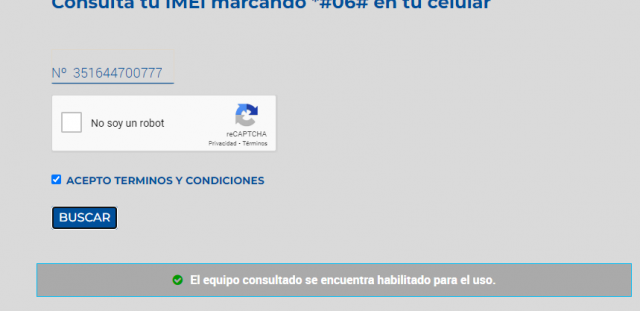 Consulta tu IMEI marcando *#06# en tu celular
Nº 351644700777
No soy un robot
reCAPTCHA
Privacidad - Términos
ACEPTO TERMINOS Y CONDICIONES
BUSCAR
El equipo consultado se encuentra habilitado para el uso.